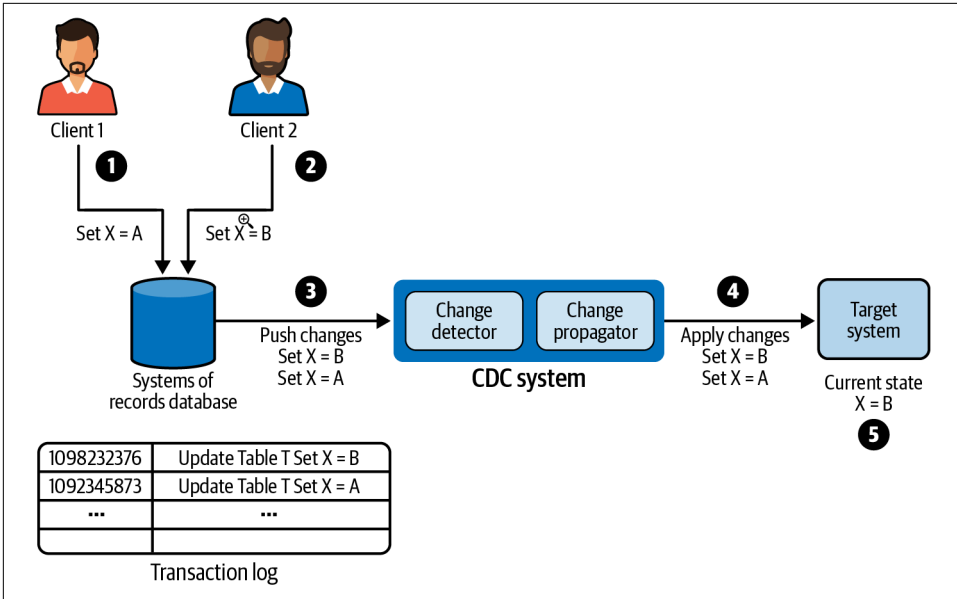 Client 1
Client 2
1
2
Set X = A
Set X = B
3
4
Change
detector
Change
propagator
Target
system
Push changes
Set X = B
Set X = A
Apply changes
Set X = B
Set X = A
CDC system
Systems of
records database
Current state
X = B
5
1098232376 Update Table T Set X = B
1092345873 Update Table T Set X = A
... ...
Transaction log